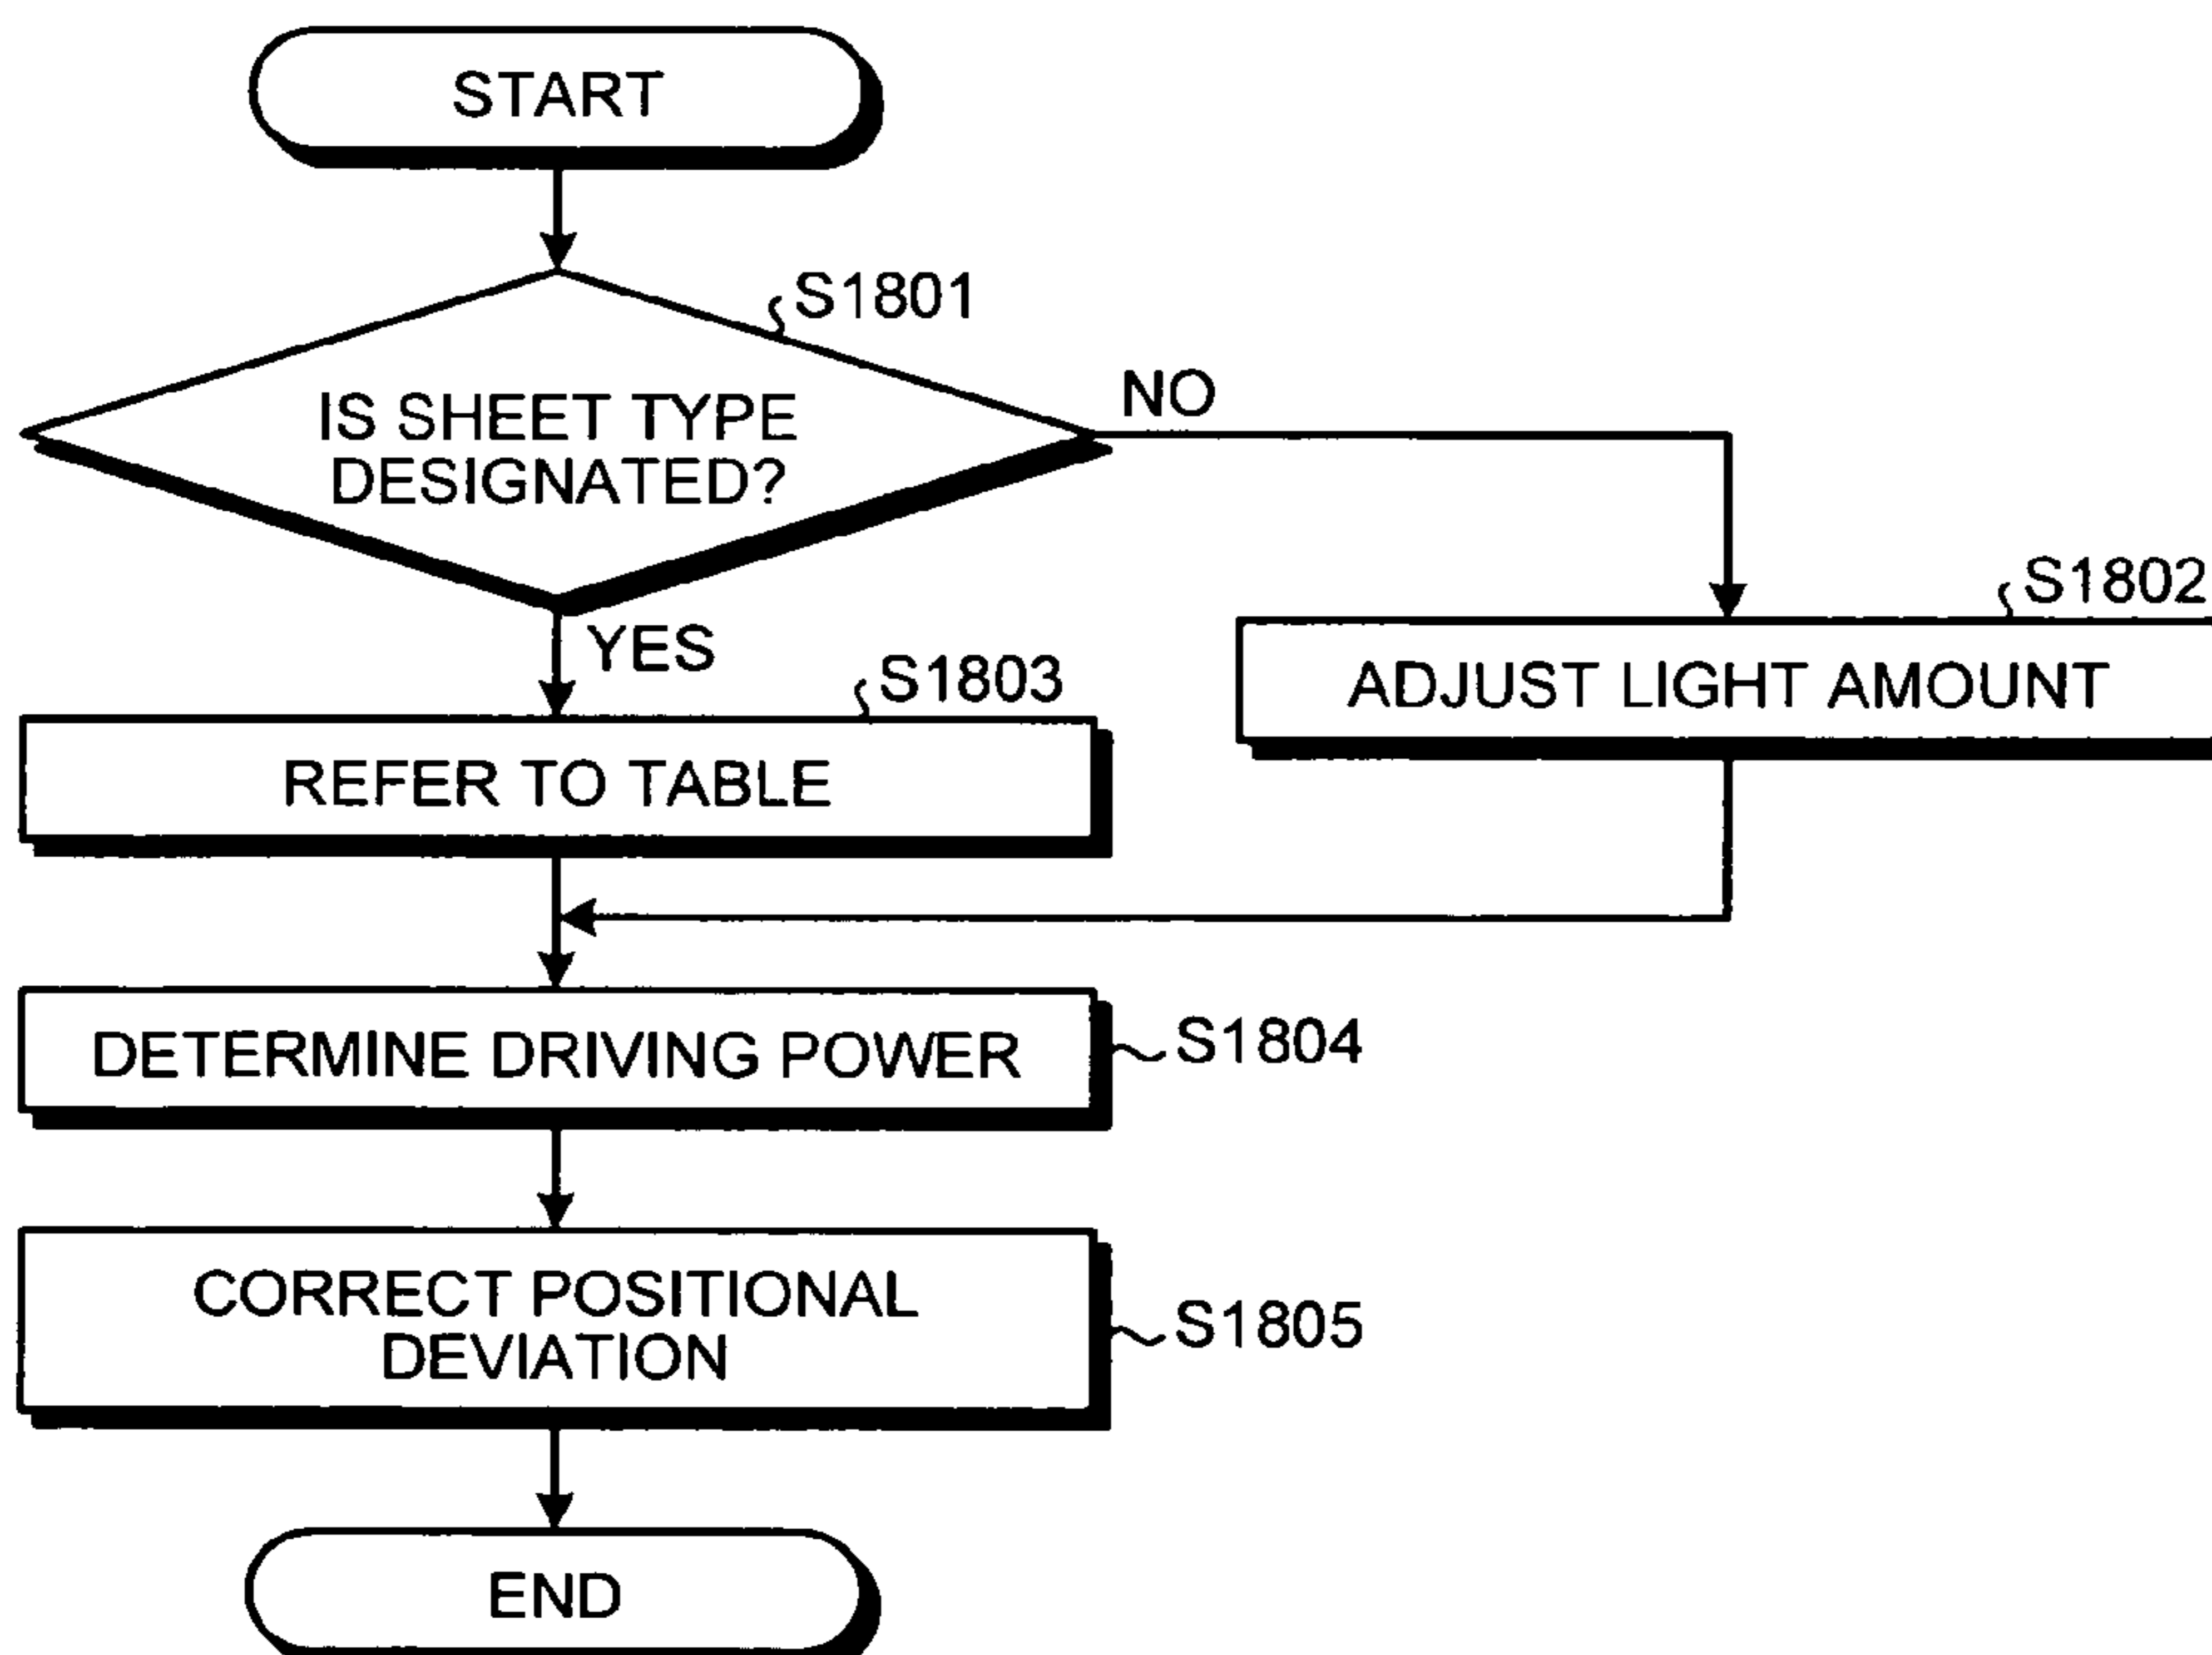 START
S1801
IS SHEET TYPE
DESIGNATED?
NO
S1802
ADJUST LIGHT AMOUNT
YES
S1803
REFER TO TABLE
DETERMINE DRIVING POWER
S1804
CORRECT POSITIONAL
DEVIATION
S1805
END